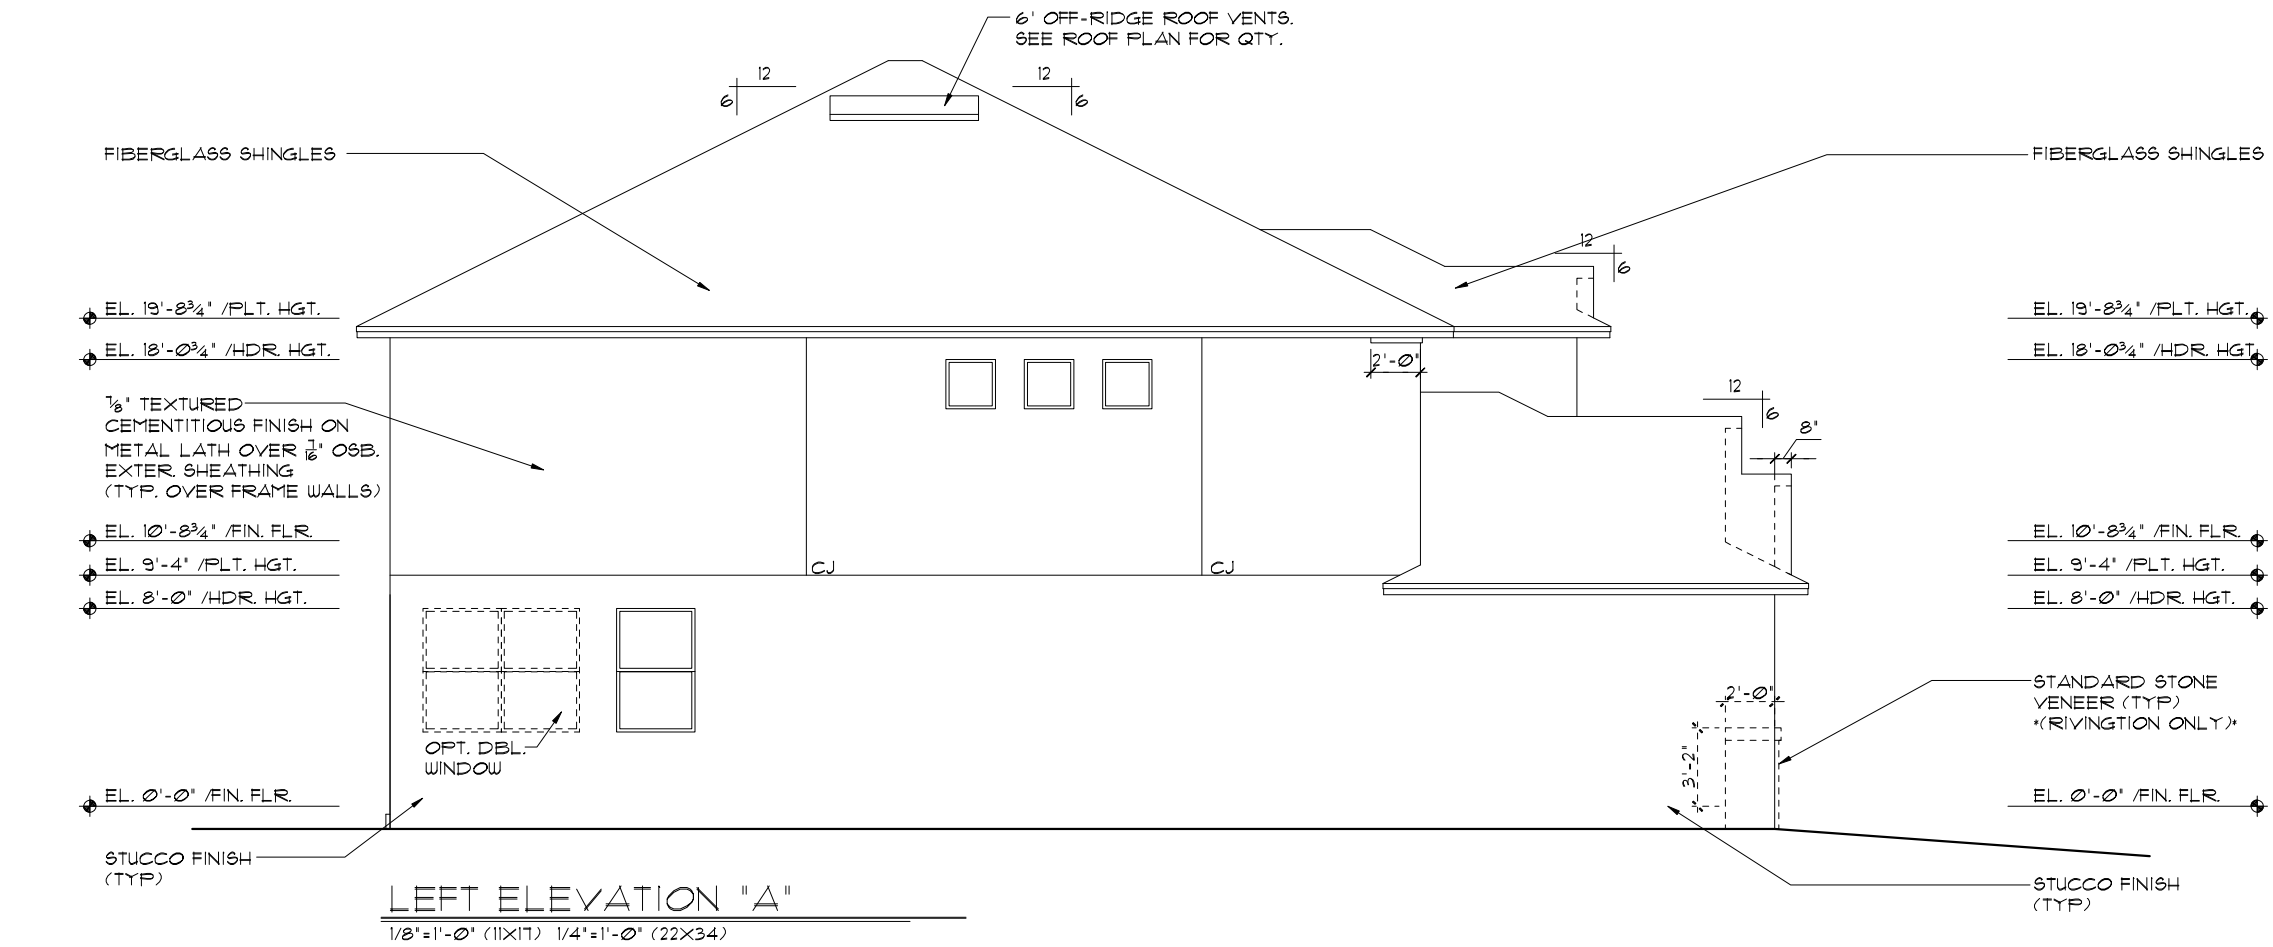 6' OFF-RIDGE ROOF VENTS.
SEE ROOF PLAN FOR QTY.
12
6
12
6
FIBERGLASS SHINGLES
FIBERGLASS SHINGLES
12
6
EL. 19'-8¾" /PLT. HGT.
EL. 19'-8¾" /PLT. HGT.
EL. 18'-0¾" /HDR. HGT.
EL. 18'-0¾" /HDR. HGT.
2'-0"
12
6
8"
⅞" TEXTURED
CEMENTITIOUS FINISH ON
METAL LATH OVER 7/16" OSB.
EXTER. SHEATHING
(TYP. OVER FRAME WALLS)
EL. 10'-8¾" /FIN. FLR.
EL. 10'-8¾" /FIN. FLR.
EL. 9'-4" /PLT. HGT.
CJ
CJ
EL. 9'-4" /PLT. HGT.
EL. 8'-0" /HDR. HGT.
EL. 8'-0" /HDR. HGT.
STANDARD STONE
VENEER (TYP)
*(RIVINGTION ONLY)*
2'-0"
3'-2"
OPT. DBL.
WINDOW
EL. 0'-0" /FIN. FLR.
EL. 0'-0" /FIN. FLR.
STUCCO FINISH
(TYP)
STUCCO FINISH
(TYP)
LEFT ELEVATION "A"
1/8"=1'-0" (11X17) 1/4"=1'-0" (22X34)